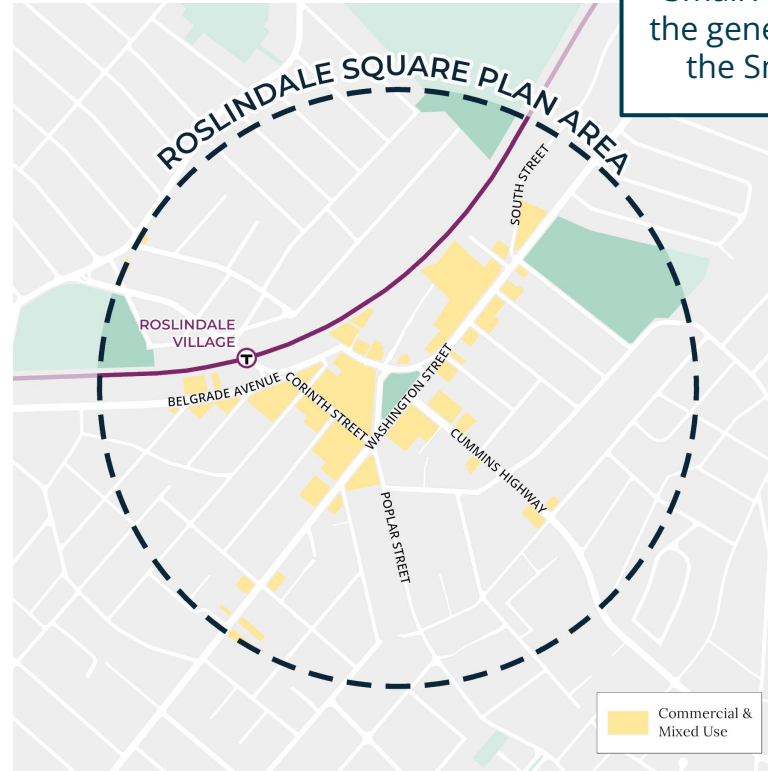 the gene
the Sr
ROSLINDALE SQUARE PLAN AREA
SOUTH STREET
ROSLINDALE
VILLAGE
T
BELGRADE AVENUE
CORINTH STREET
WASHINGTON STREET
CUMMINS HIGHWAY
POPLAR STREET
Commercial &
Mixed Use